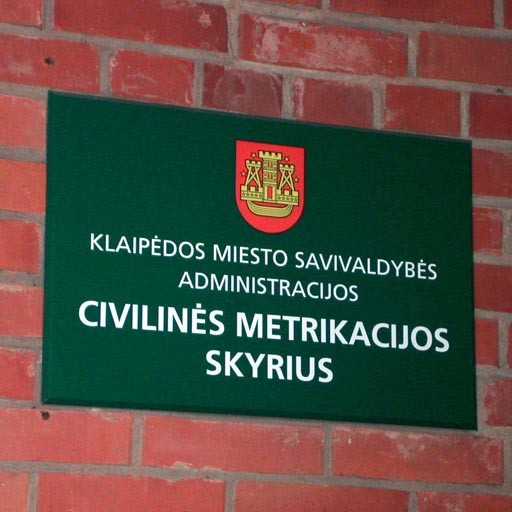 KLAIPĖDOS MIESTO SAVIVALDYBĖS
ADMINISTRACIJOS
CIVILINĖS METRIKACIJOS
SKYRIUS